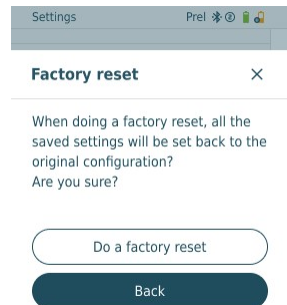 Settings Prel
Factory reset
When doing a factory reset, all the
saved settings will be set back to the
original configuration?
Are you sure?
Do a factory reset
Back